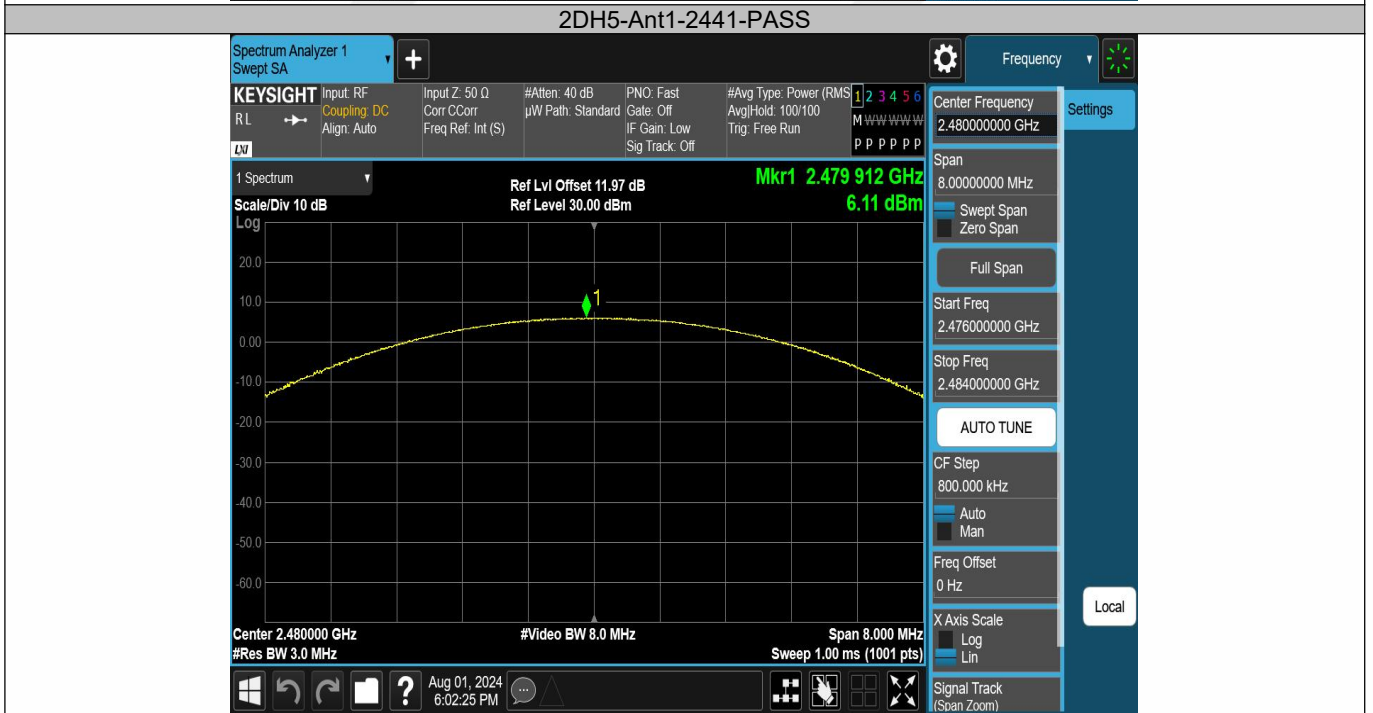 2DH5-Ant1-2441-PASS
Spectrum Analyzer 1
Swept SA
+
Frequency
KEYSIGHT
RL
LXI
Input: RF
Coupling: DC
Align: Auto
Input Z: 50 Ω
Corr CCorr
Freq Ref: Int (S)
#Atten: 40 dB
µW Path: Standard
PNO: Fast
Gate: Off
IF Gain: Low
Sig Track: Off
#Avg Type: Power (RMS
Avg|Hold: 100/100
Trig: Free Run
1 2 3 4 5 6
M W W W W W
P P P P P P
1 Spectrum
Scale/Div 10 dB
Ref Lvl Offset 11.97 dB
Ref Level 30.00 dBm
Mkr1 2.479 912 GHz
6.11 dBm
Log
20.0
10.0
0.00
-10.0
-20.0
-30.0
-40.0
-50.0
-60.0
1
Center 2.480000 GHz
#Res BW 3.0 MHz
#Video BW 8.0 MHz
Span 8.000 MHz
Sweep 1.00 ms (1001 pts)
?
Aug 01, 2024
6:02:25 PM
Center Frequency
2.480000000 GHz
Settings
Span
8.00000000 MHz
Swept Span
Zero Span
Full Span
Start Freq
2.476000000 GHz
Stop Freq
2.484000000 GHz
AUTO TUNE
CF Step
800.000 kHz
Auto
Man
Freq Offset
0 Hz
X Axis Scale
Log
Lin
Local
Signal Track
(Span Zoom)